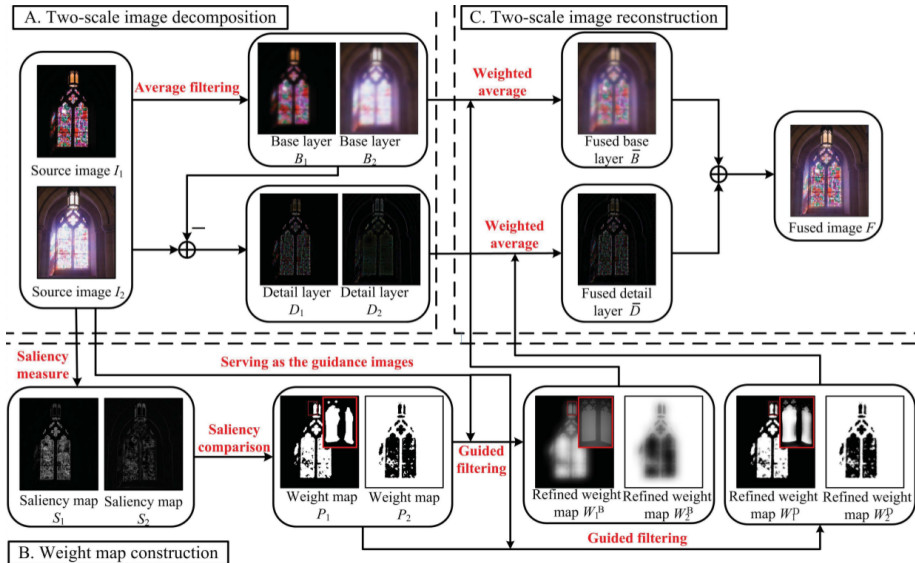 A. Two-scale image decomposition
Source image I₁
Source image I₂
Average filtering
Base layer Base layer
B₁ B₂
−
Detail layer Detail layer
D₁ D₂
C. Two-scale image reconstruction
Weighted
average
Fused base
layer B̅
Weighted
average
Fused detail
layer D̅
Fused image F
Saliency
measure
Serving as the guidance images
Saliency map Saliency map
S₁ S₂
Saliency
comparison
Weight map Weight map
P₁ P₂
Guided
filtering
Refined weight Refined weight
map W₁ᴮ map W₂ᴮ
Refined weight Refined weight
map W₁ᴰ map W₂ᴰ
Guided filtering
B. Weight map construction